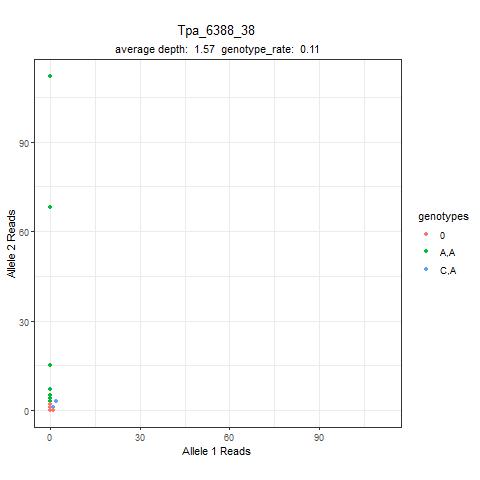 Tpa_6388_38
average depth: 1.57 genotype_rate: 0.11
Allele 2 Reads
90
60
30
0
0 30 60 90
Allele 1 Reads
genotypes
0
A,A
C,A